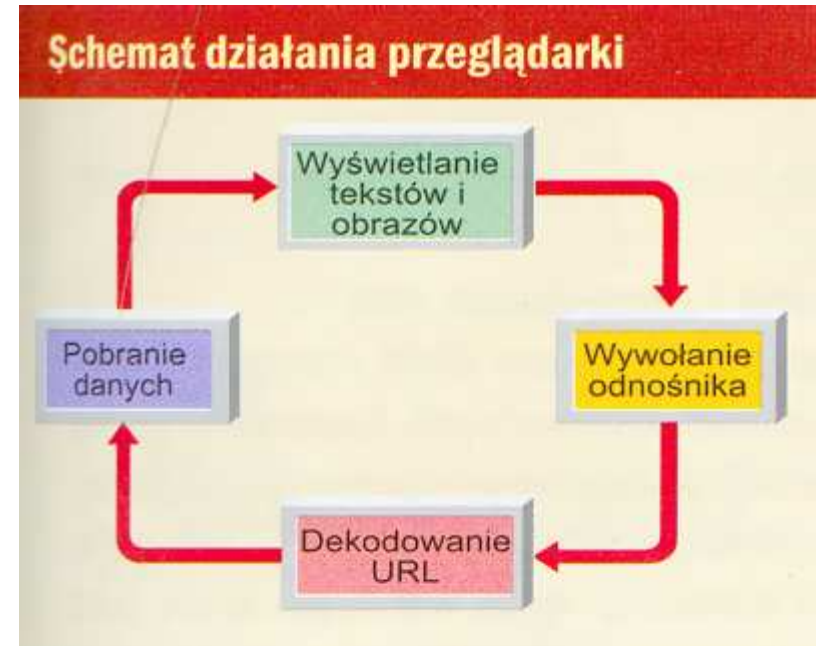 Schemat działania przeglądarki
Wyświetlanie
tekstów i
obrazów
Wywołanie
odnośnika
Dekodowanie
URL
Pobranie
danych